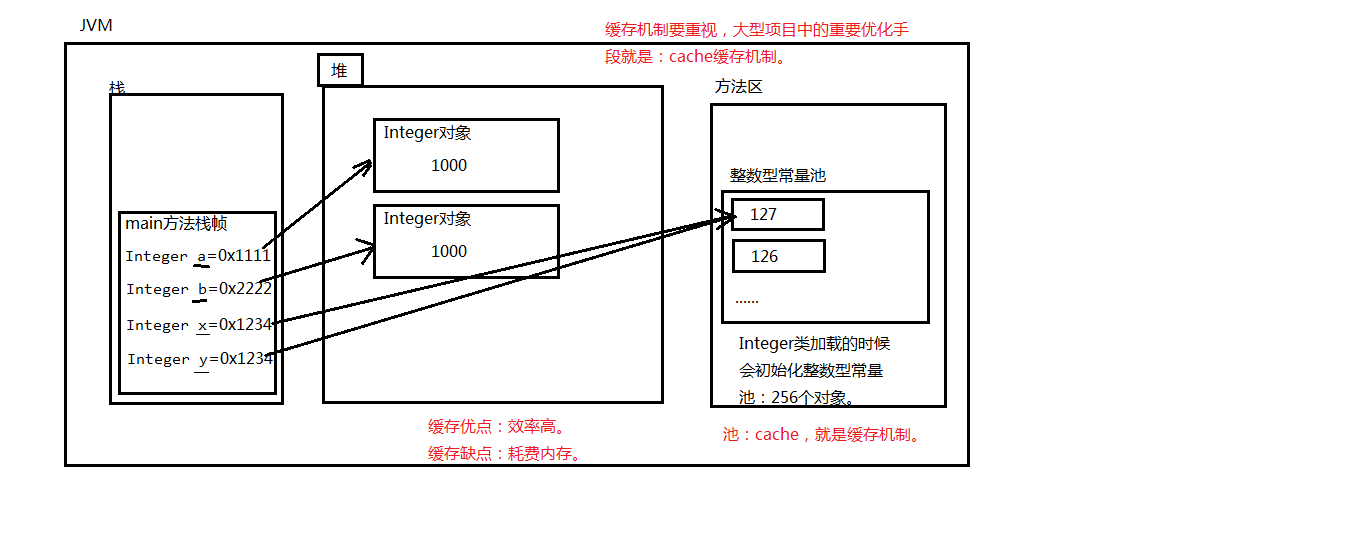 JVM
缓存机制要重视，大型项目中的重要优化手
段就是：cache缓存机制。
栈
堆
方法区
Integer对象
1000
Integer对象
1000
main方法栈帧
Integer a=0x1111
Integer b=0x2222
Integer x=0x1234
Integer y=0x1234
整数型常量池
127
126
......
Integer类加载的时候
会初始化整数型常量
池：256个对象。
缓存优点：效率高。
缓存缺点：耗费内存。
池：cache，就是缓存机制。